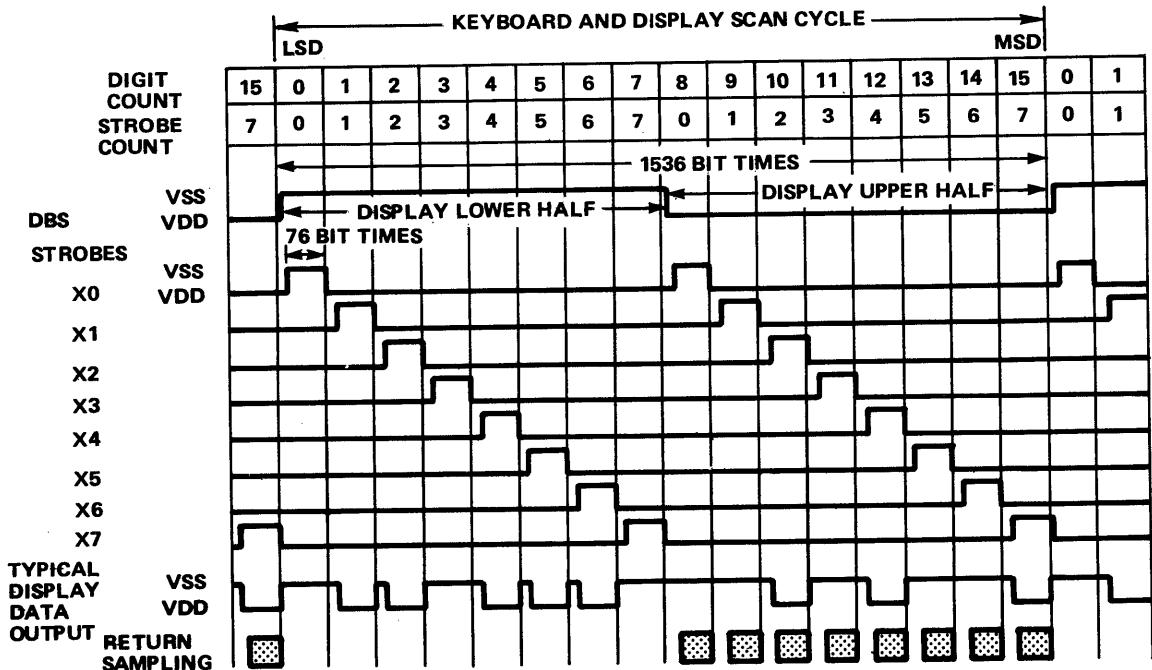 KEYBOARD AND DISPLAY SCAN CYCLE
LSD MSD
DIGIT COUNT 15 0 1 2 3 4 5 6 7 8 9 10 11 12 13 14 15 0 1
STROBE COUNT 7 0 1 2 3 4 5 6 7 0 1 2 3 4 5 6 7 0 1
1536 BIT TIMES
VSS
DBS VDD
DISPLAY LOWER HALF DISPLAY UPPER HALF
76 BIT TIMES
STROBES
VSS
X0 VDD
X1
X2
X3
X4
X5
X6
X7
TYPICAL DISPLAY DATA OUTPUT
VSS
VDD
RETURN SAMPLING